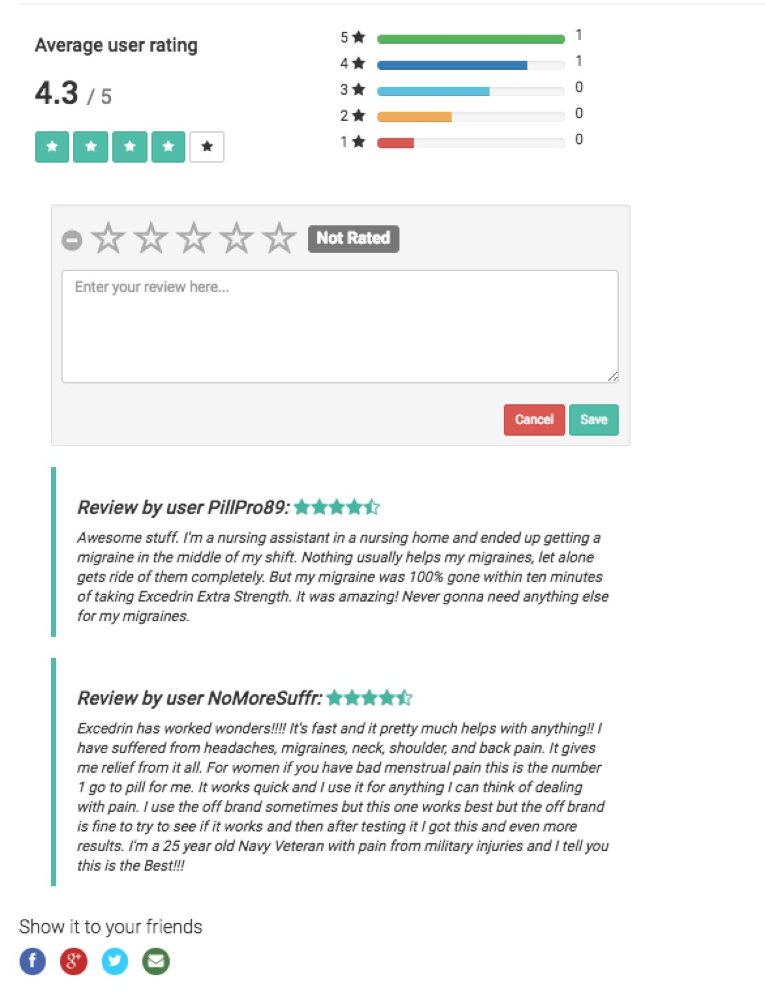 Average user rating
4.3 / 5
5 ★ 1
4 ★ 1
3 ★ 0
2 ★ 0
1 ★ 0
Not Rated
Enter your review here...
Cancel Save
Review by user PillPro89:
Awesome stuff. I'm a nursing assistant in a nursing home and ended up getting a
migraine in the middle of my shift. Nothing usually helps my migraines, let alone
gets ride of them completely. But my migraine was 100% gone within ten minutes
of taking Excedrin Extra Strength. It was amazing! Never gonna need anything else
for my migraines.
Review by user NoMoreSuffr:
Excedrin has worked wonders!!!! It's fast and it pretty much helps with anything!! I
have suffered from headaches, migraines, neck, shoulder, and back pain. It gives
me relief from it all. For women if you have bad menstrual pain this is the number
1 go to pill for me. It works quick and I use it for anything I can think of dealing
with pain. I use the off brand sometimes but this one works best but the off brand
is fine to try to see if it works and then after testing it I got this and even more
results. I'm a 25 year old Navy Veteran with pain from military injuries and I tell you
this is the Best!!!
Show it to your friends
f g+